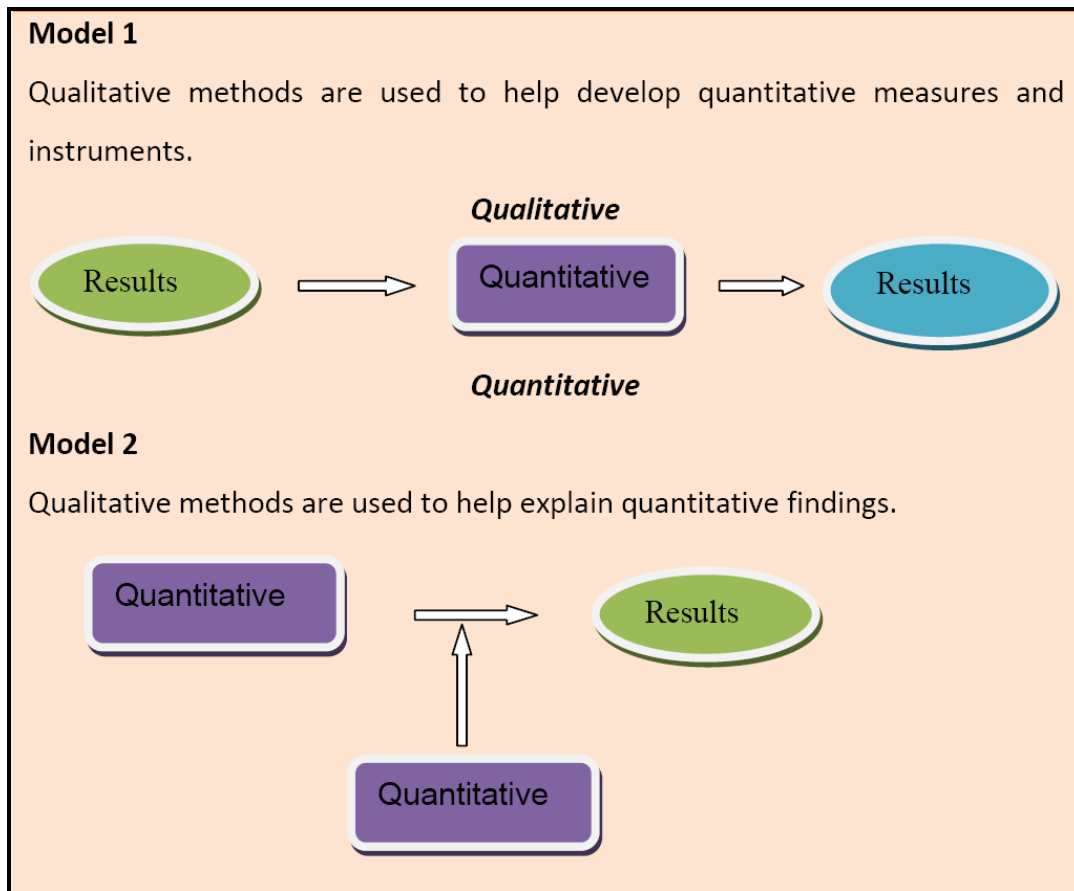 Model 1
Qualitative methods are used to help develop quantitative measures and
instruments.
Qualitative
Results
Quantitative
Results
Quantitative
Model 2
Qualitative methods are used to help explain quantitative findings.
Quantitative
Results
Quantitative